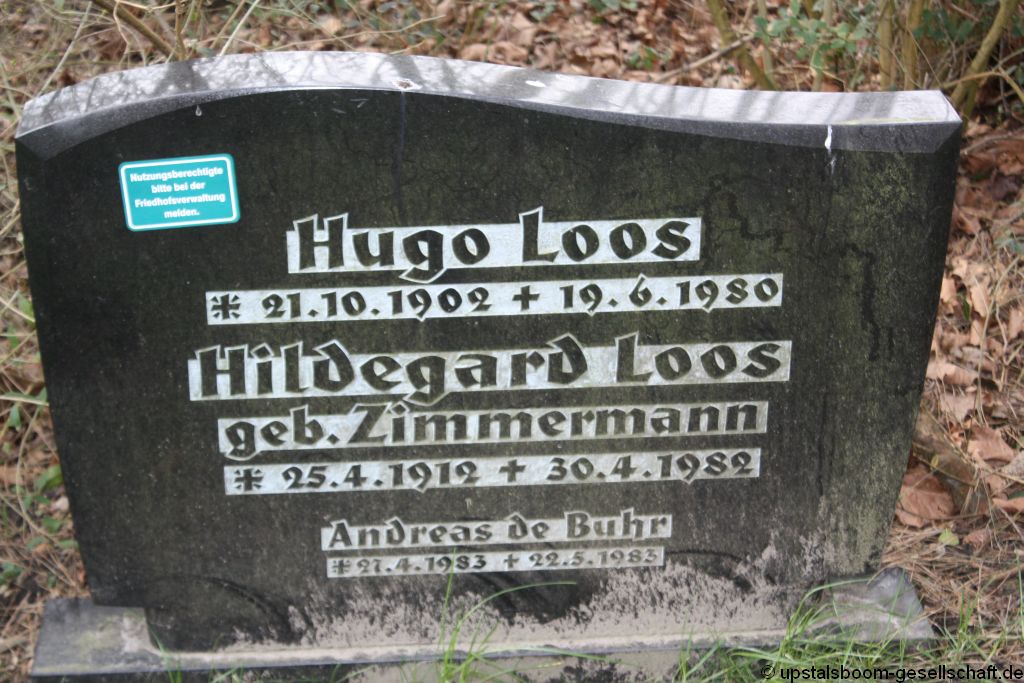 Nutzungsberechtigte
bitte bei der
Friedhofsverwaltung
melden.
Hugo Loos
* 21.10.1902 + 19.6.1980
Hildegard Loos
geb. Zimmermann
* 25.4.1912 + 30.4.1982
Andreas de Buhr
* 27.4.1983 + 22.5.1983
© upstalsboom-gesellschaft.de